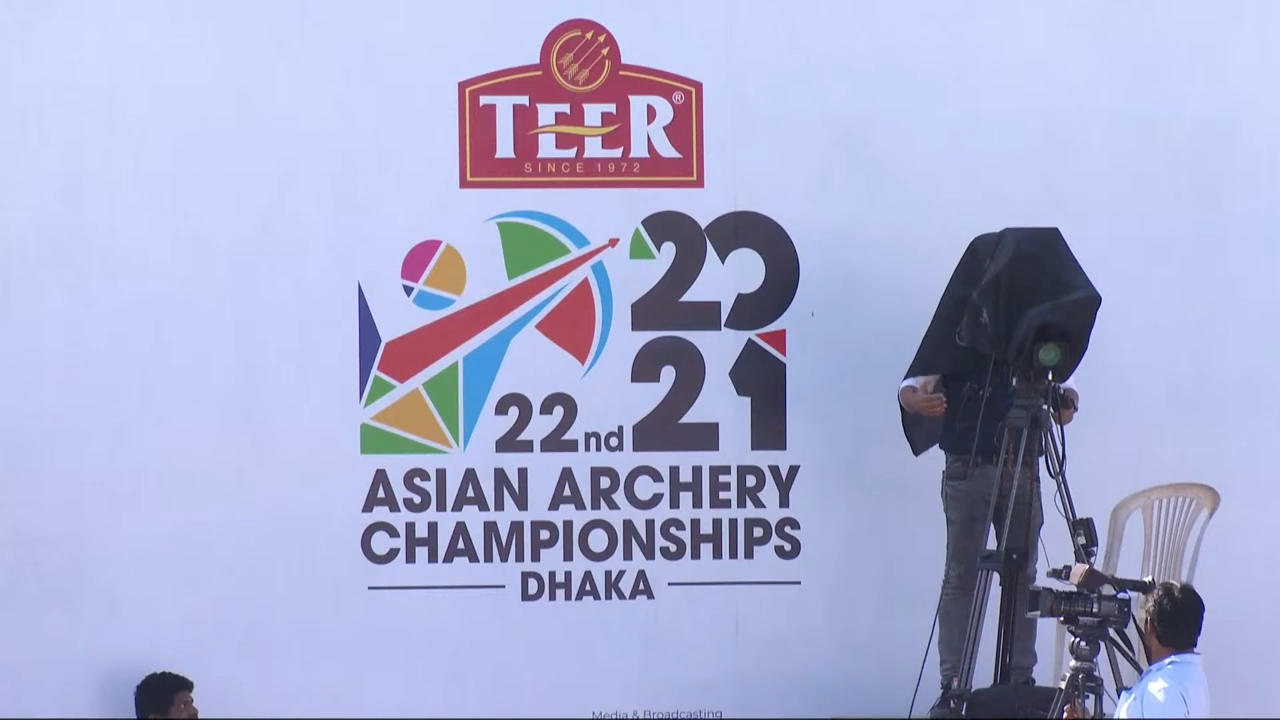 TEER®
SINCE 1972
2021
22nd
ASIAN ARCHERY
CHAMPIONSHIPS
DHAKA
Media & Broadcasting